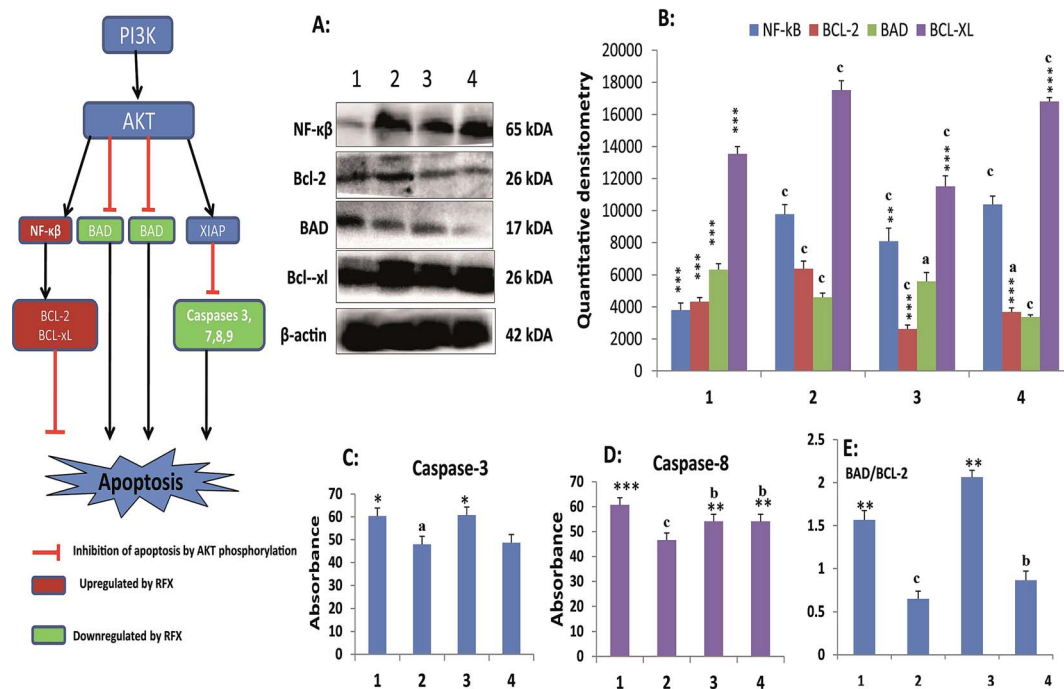 PI3K
AKT
NF-κβ
BAD
BAD
XIAP
BCL-2
BCL-xL
Caspases 3,
7,8,9
Apoptosis
Inhibition of apoptosis by AKT phosphorylation
Upregulated by RFX
Downregulated by RFX
A:
1 2 3 4
NF-κβ 65 kDA
Bcl-2 26 kDA
BAD 17 kDA
Bcl--xl 26 kDA
β-actin 42 kDA
B:
NF-kB BCL-2 BAD BCL-XL
Quantitative densitometry
20000
18000
16000
14000
12000
10000
8000
6000
4000
2000
0
*** *** *** ***
c c c c
c ** c *** a c ***
c a *** c ***
1 2 3 4
C:
Caspase-3
Absorbance
70
60
50
40
30
20
10
0
* a *
1 2 3 4
D:
Caspase-8
Absorbance
70
60
50
40
30
20
10
0
*** c b ** b **
1 2 3 4
E:
BAD/BCL-2
2.5
2
1.5
1
0.5
0
** c ** b
1 2 3 4